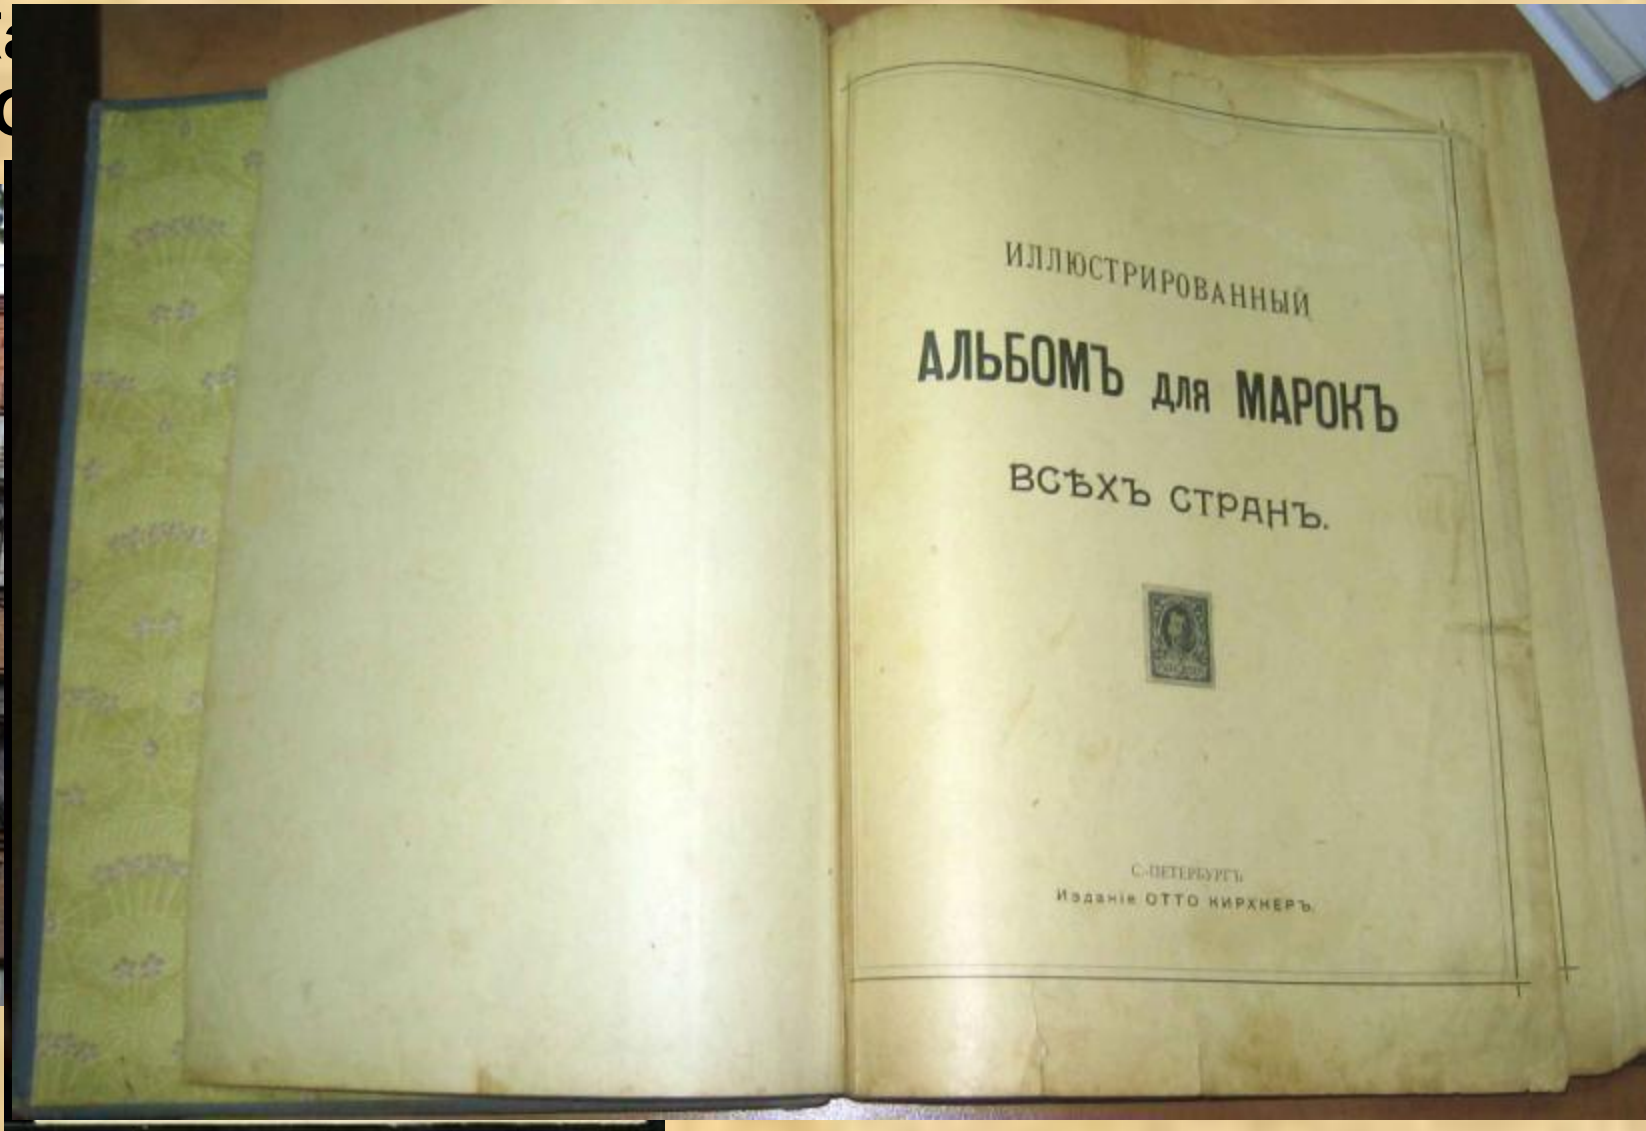 ИЛЛЮСТРИРОВАННЫЙ
АЛЬБОМЪ для МАРОКЪ
ВСѢХЪ СТРАНЪ.
С.-ПЕТЕРБУРГЪ
Изданіе ОТТО КИРХНЕРЪ.